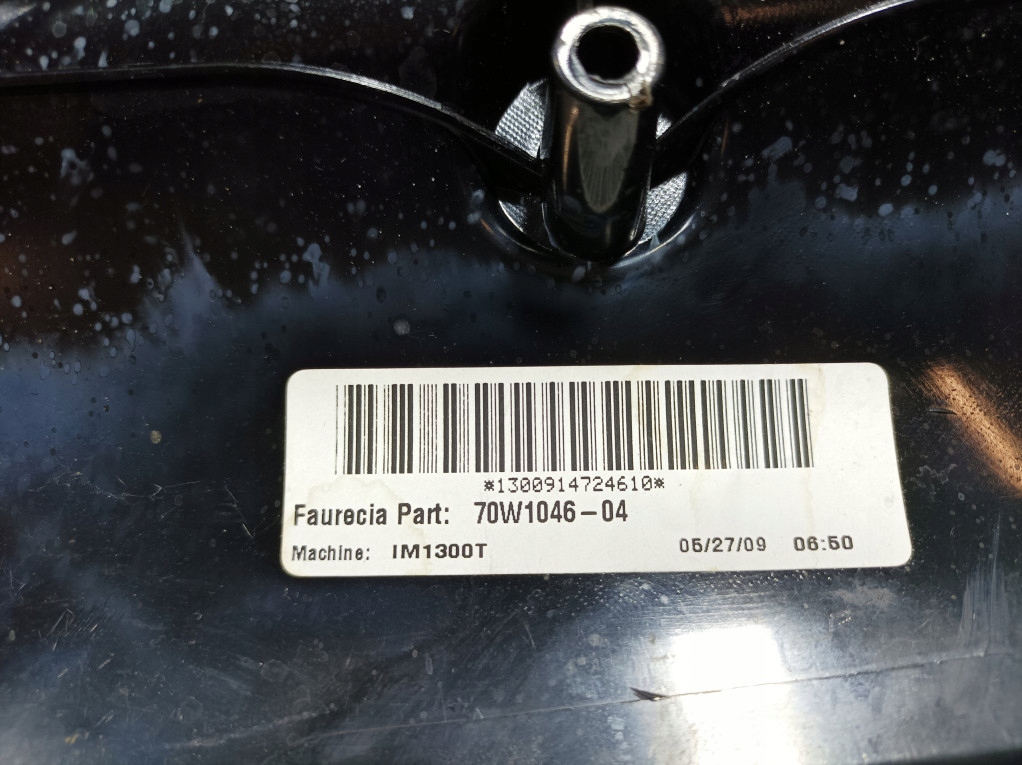 *1300914724610*
Faurecia Part: 70W1046-04
Machine: IM1300T 05/27/09 06:50